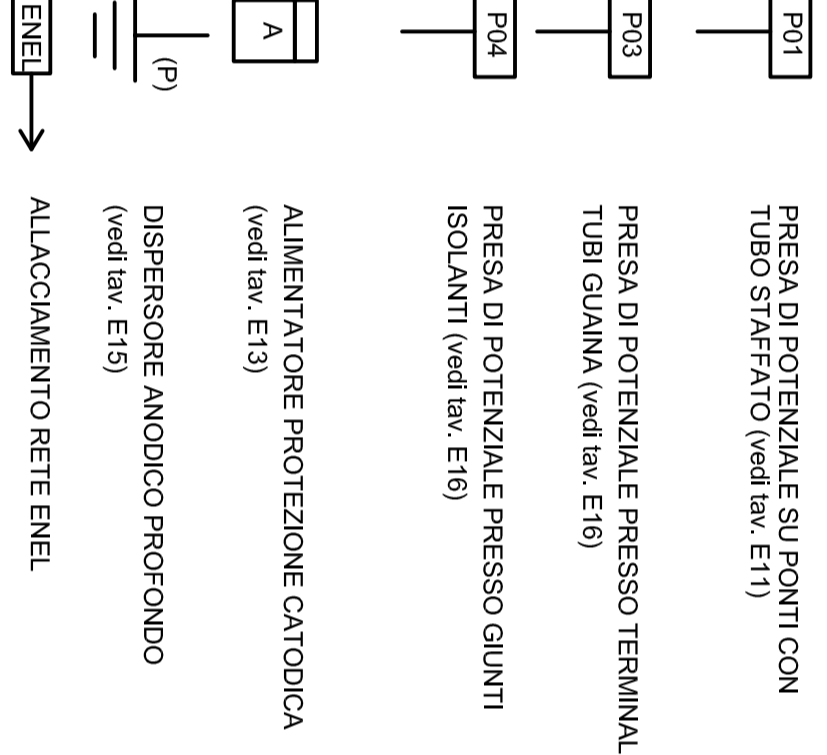 P01
PRESA DI POTENZIALE SU PONTI CON
TUBO STAFFATO (vedi tav. E11)
P03
PRESA DI POTENZIALE PRESSO TERMINAL
TUBI GUAINA (vedi tav. E16)
P04
PRESA DI POTENZIALE PRESSO GIUNTI
ISOLANTI (vedi tav. E16)
A
ALIMENTATORE PROTEZIONE CATODICA
(vedi tav. E13)
(P)
DISPERSORE ANODICO PROFONDO
(vedi tav. E15)
ENEL
ALLACCIAMENTO RETE ENEL